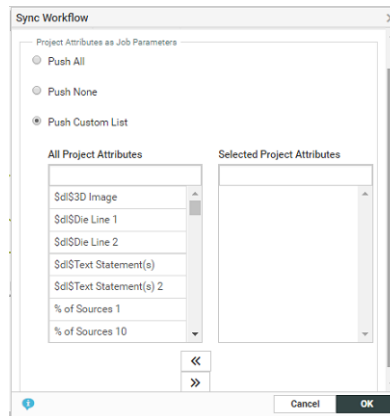 Sync Workflow
Project Attributes as Job Parameters
Push All
Push None
Push Custom List
All Project Attributes
Selected Project Attributes
$dl$3D Image
$dl$Die Line 1
$dl$Die Line 2
$dl$Text Statement(s)
$dl$Text Statement(s) 2
% of Sources 1
% of Sources 10
«
»
Cancel
OK